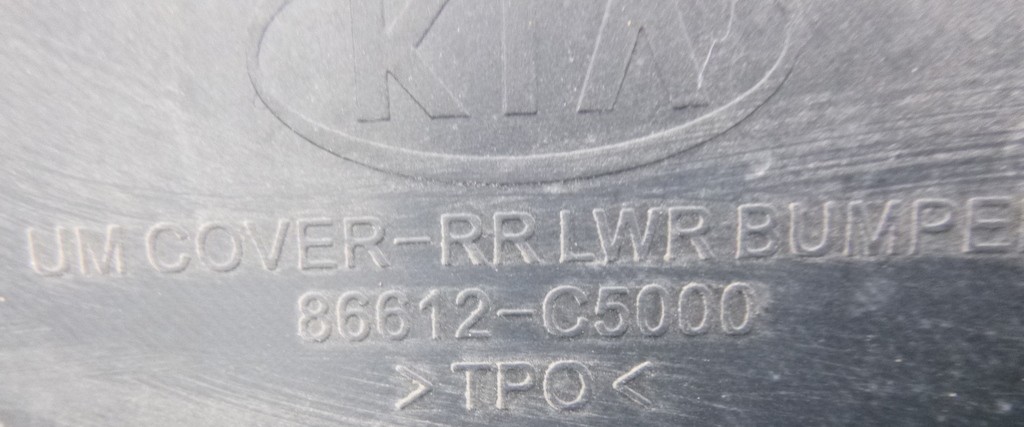 KIA
UM COVER-RR LWR BUMPE
86612-C5000
>TPO<